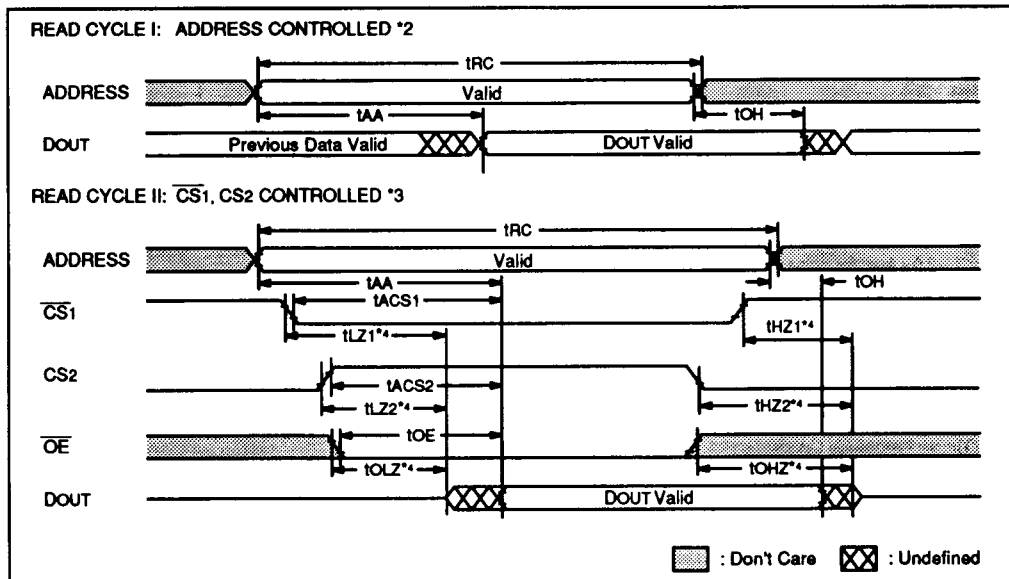 READ CYCLE I: ADDRESS CONTROLLED *2
tRC
ADDRESS
Valid
tAA
tOH
DOUT
Previous Data Valid
DOUT Valid
READ CYCLE II: CS1, CS2 CONTROLLED *3
tRC
ADDRESS
Valid
tAA
tOH
tACS1
CS1
tLZ1*4
tHZ1*4
CS2
tACS2
tLZ2*4
tHZ2*4
tOE
OE
tOLZ*4
tOHZ*4
DOUT
DOUT Valid
: Don't Care
: Undefined